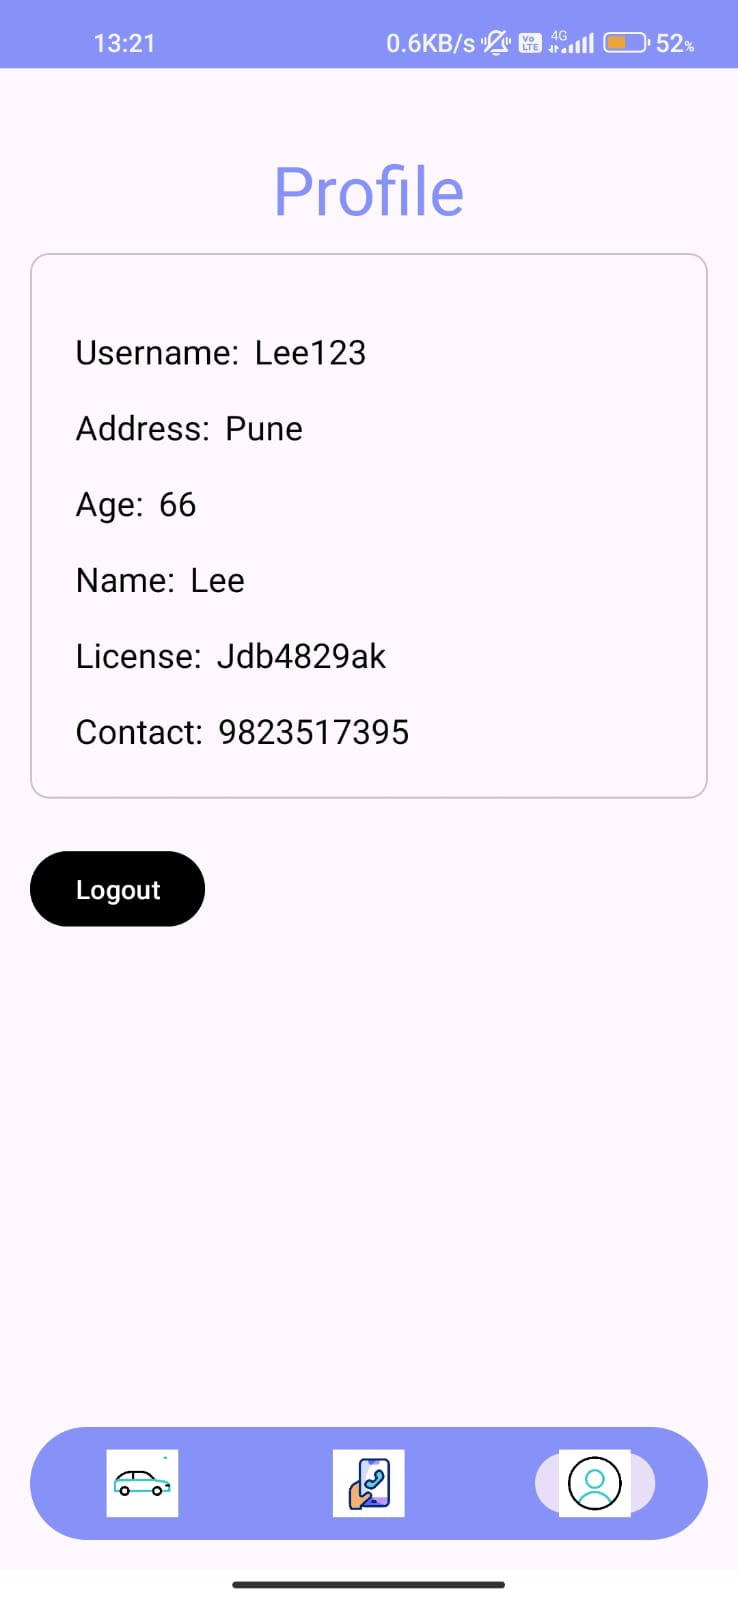 13:21 0.6KB/s Vo LTE 4G 52%
Profile
Username: Lee123
Address: Pune
Age: 66
Name: Lee
License: Jdb4829ak
Contact: 9823517395
Logout